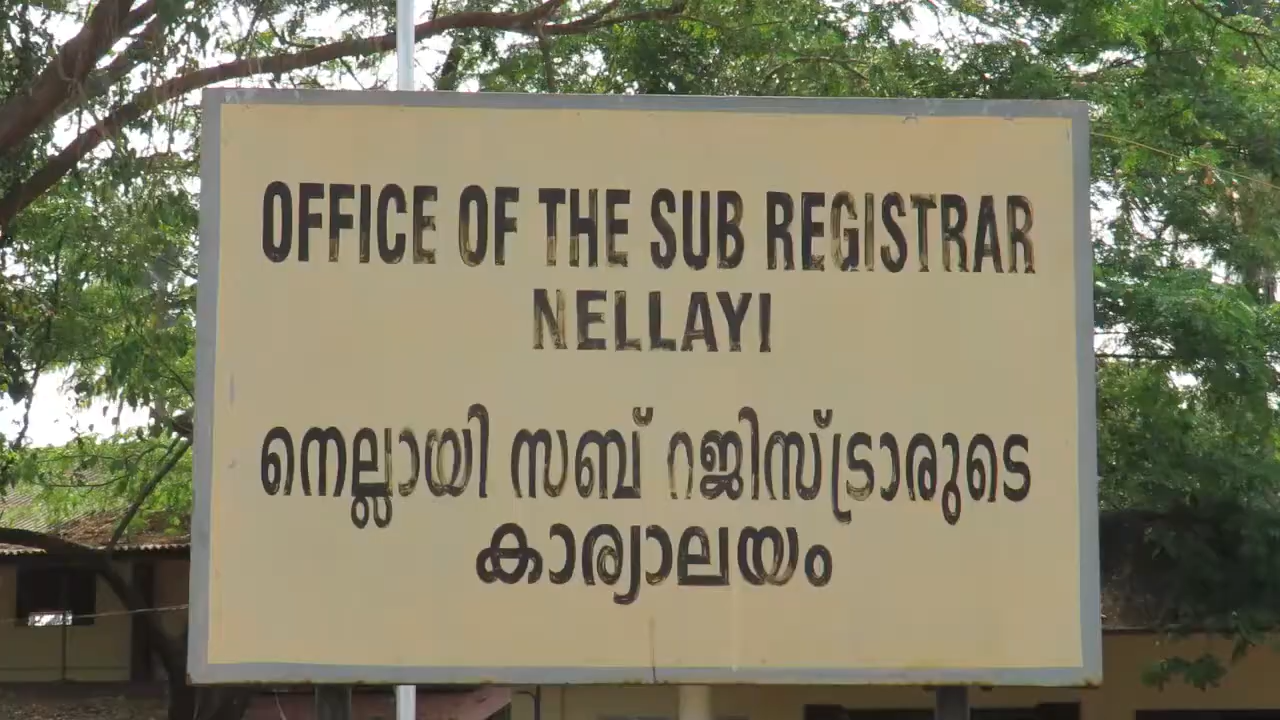 OFFICE OF THE SUB REGISTRAR
NELLAYI
നെല്ലായി സബ് റജിസ്ട്രാരുടെ
കാര്യാലയം